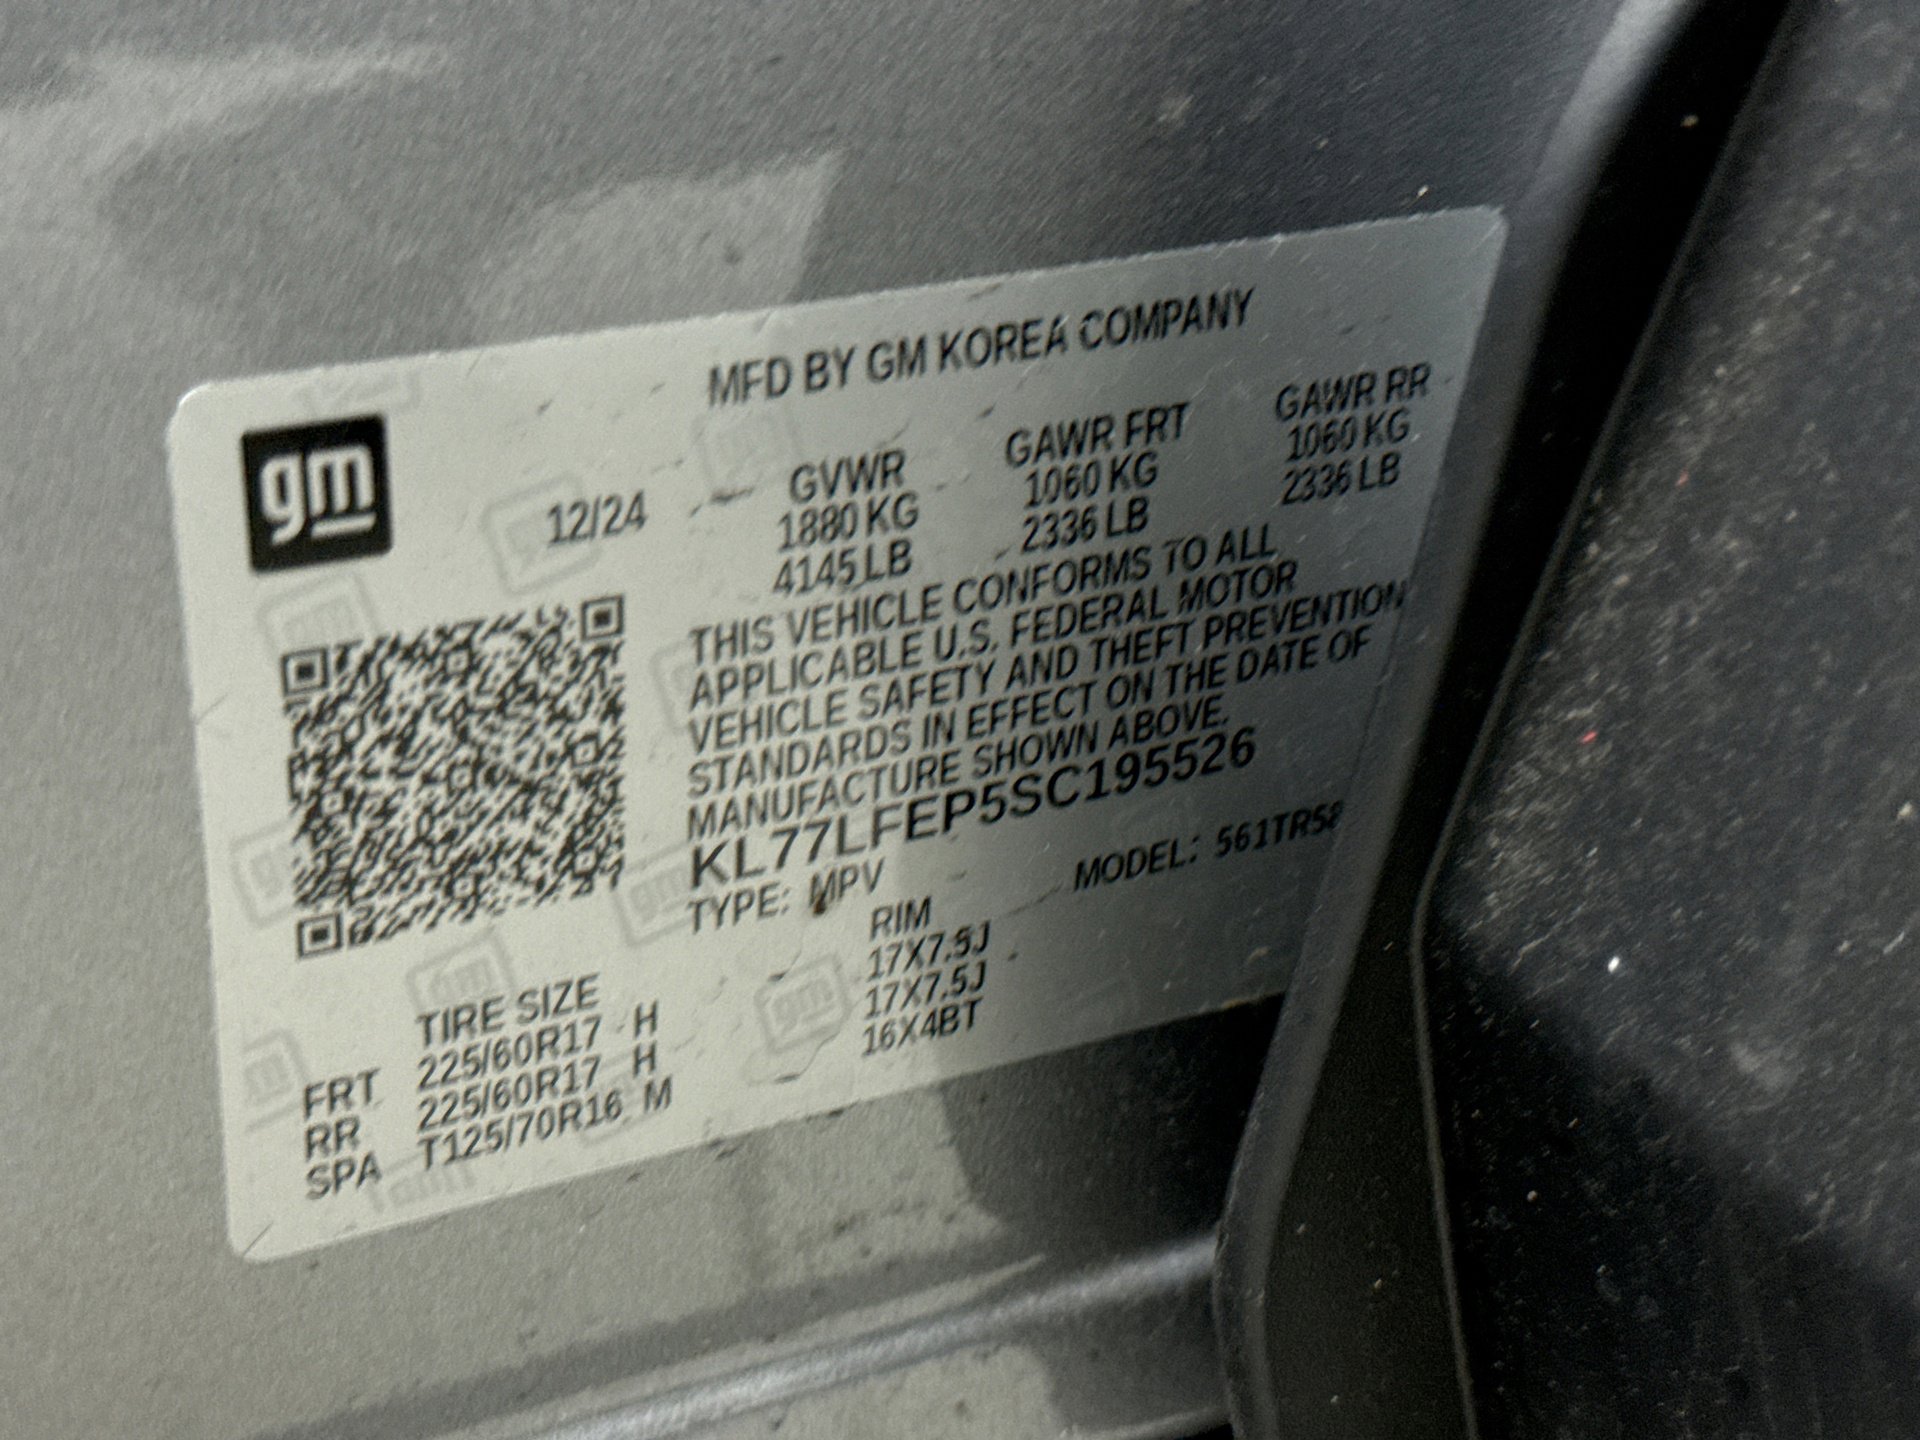 MFD BY GM KOREA COMPANY
gm
12/24
GVWR GAWR FRT GAWR RR
1880 KG 1060 KG 1060 KG
4145 LB 2336 LB 2336 LB
THIS VEHICLE CONFORMS TO ALL
APPLICABLE U.S. FEDERAL MOTOR
VEHICLE SAFETY AND THEFT PREVENTION
STANDARDS IN EFFECT ON THE DATE OF
MANUFACTURE SHOWN ABOVE.
KL77LFEP5SC195526
TYPE: MPV MODEL:
TIRE SIZE RIM
FRT 225/60R17 H 17X7.5J
RR 225/60R17 H 17X7.5J
SPA T125/70R16 M 16X4BT